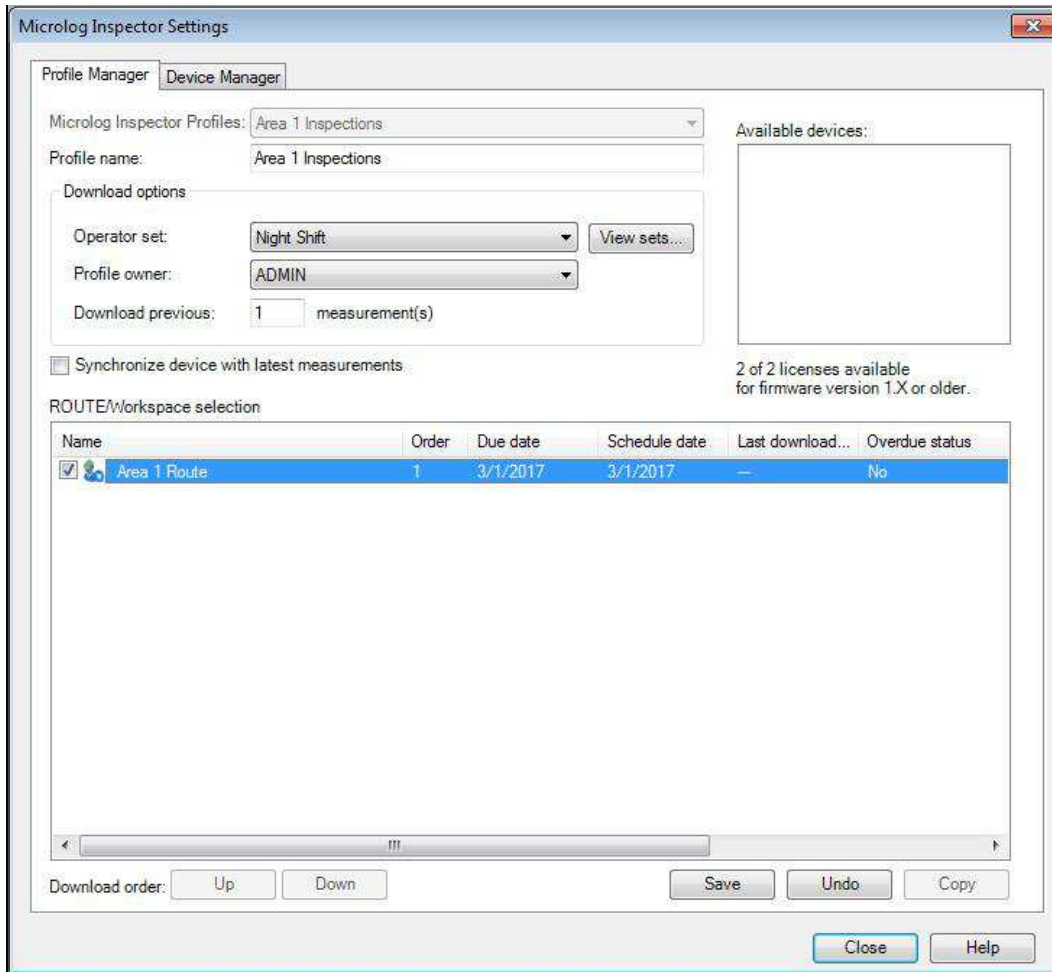 Microlog Inspector Settings
Profile Manager
Device Manager
Microlog Inspector Profiles: Area 1 Inspections
Profile name: Area 1 Inspections
Download options
Operator set: Night Shift View sets...
Profile owner: ADMIN
Download previous: 1 measurement(s)
Synchronize device with latest measurements
Available devices:
2 of 2 licenses available
for firmware version 1.X or older.
ROUTE/Workspace selection
Name Order Due date Schedule date Last download... Overdue status
Area 1 Route 1 3/1/2017 3/1/2017 --- No
Download order: Up Down Save Undo Copy
Close Help